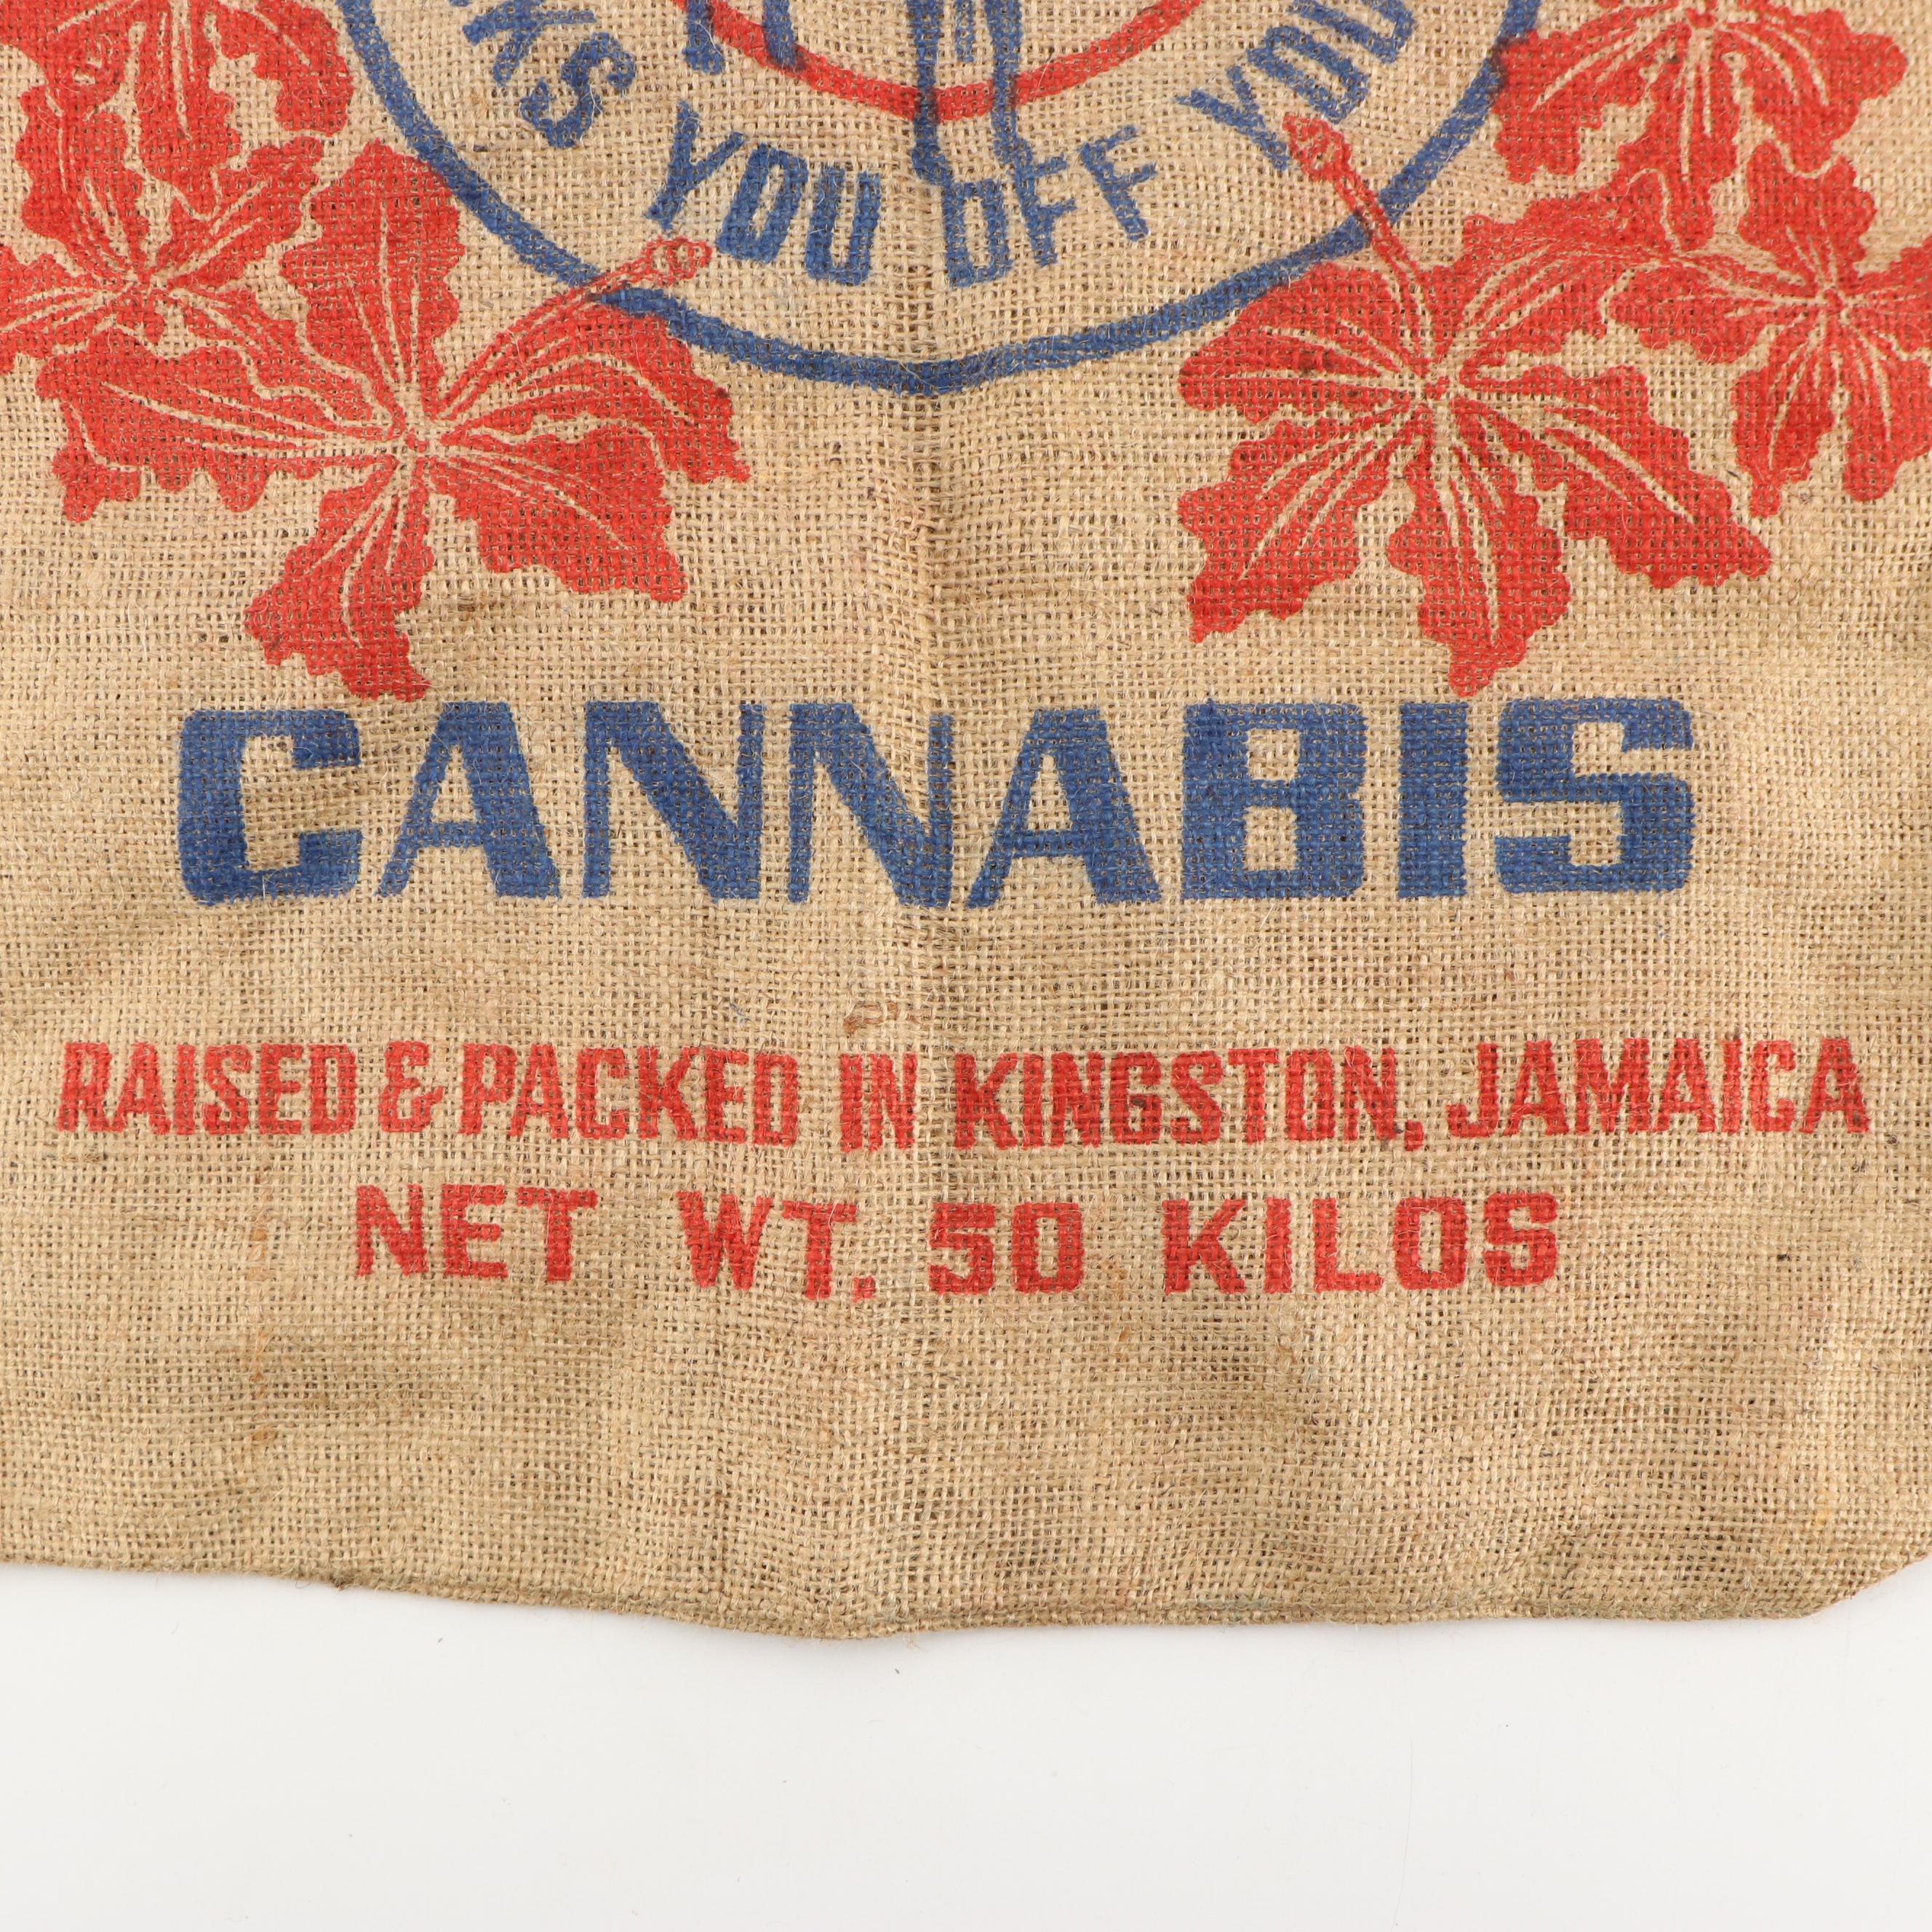 YOU OFF
CANNABIS
RAISED & PACKED IN KINGSTON, JAMAICA
NET WT. 50 KILOS